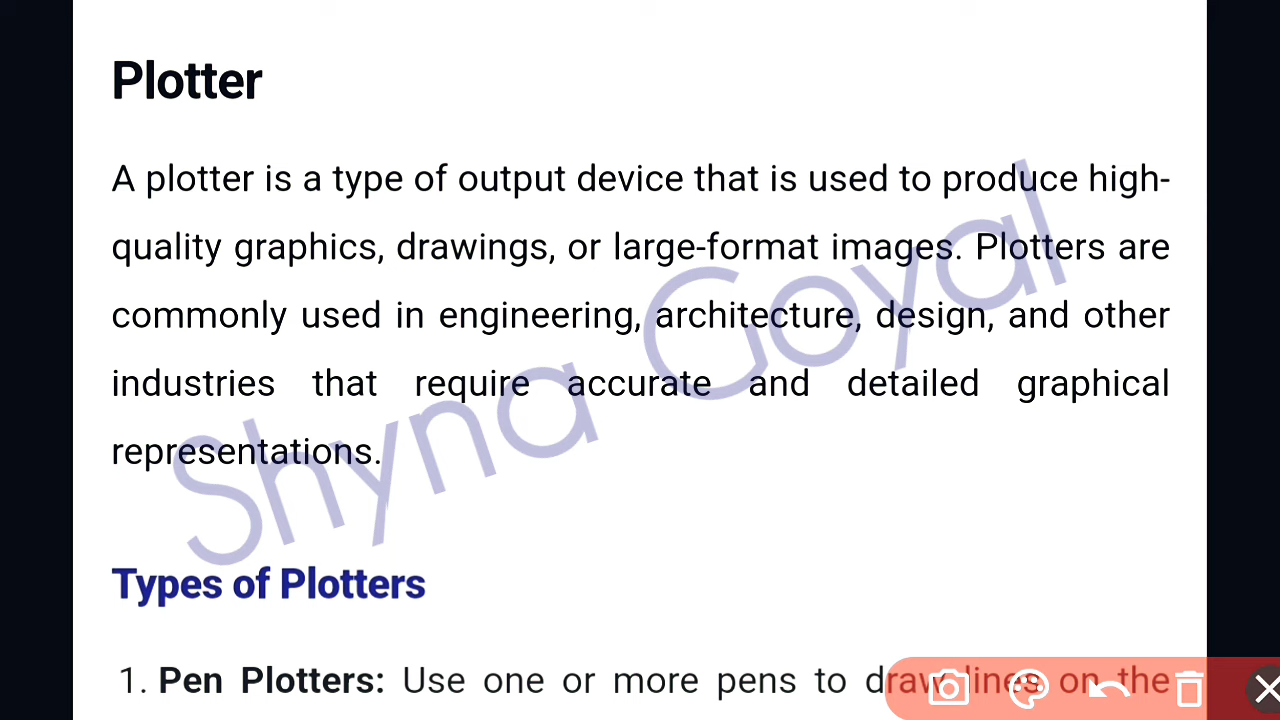 Plotter
A plotter is a type of output device that is used to produce high-
quality graphics, drawings, or large-format images. Plotters are
commonly used in engineering, architecture, design, and other
industries that require accurate and detailed graphical
representations.
Shyna Goyal
Types of Plotters
1. Pen Plotters: Use one or more pens to draw lines on the